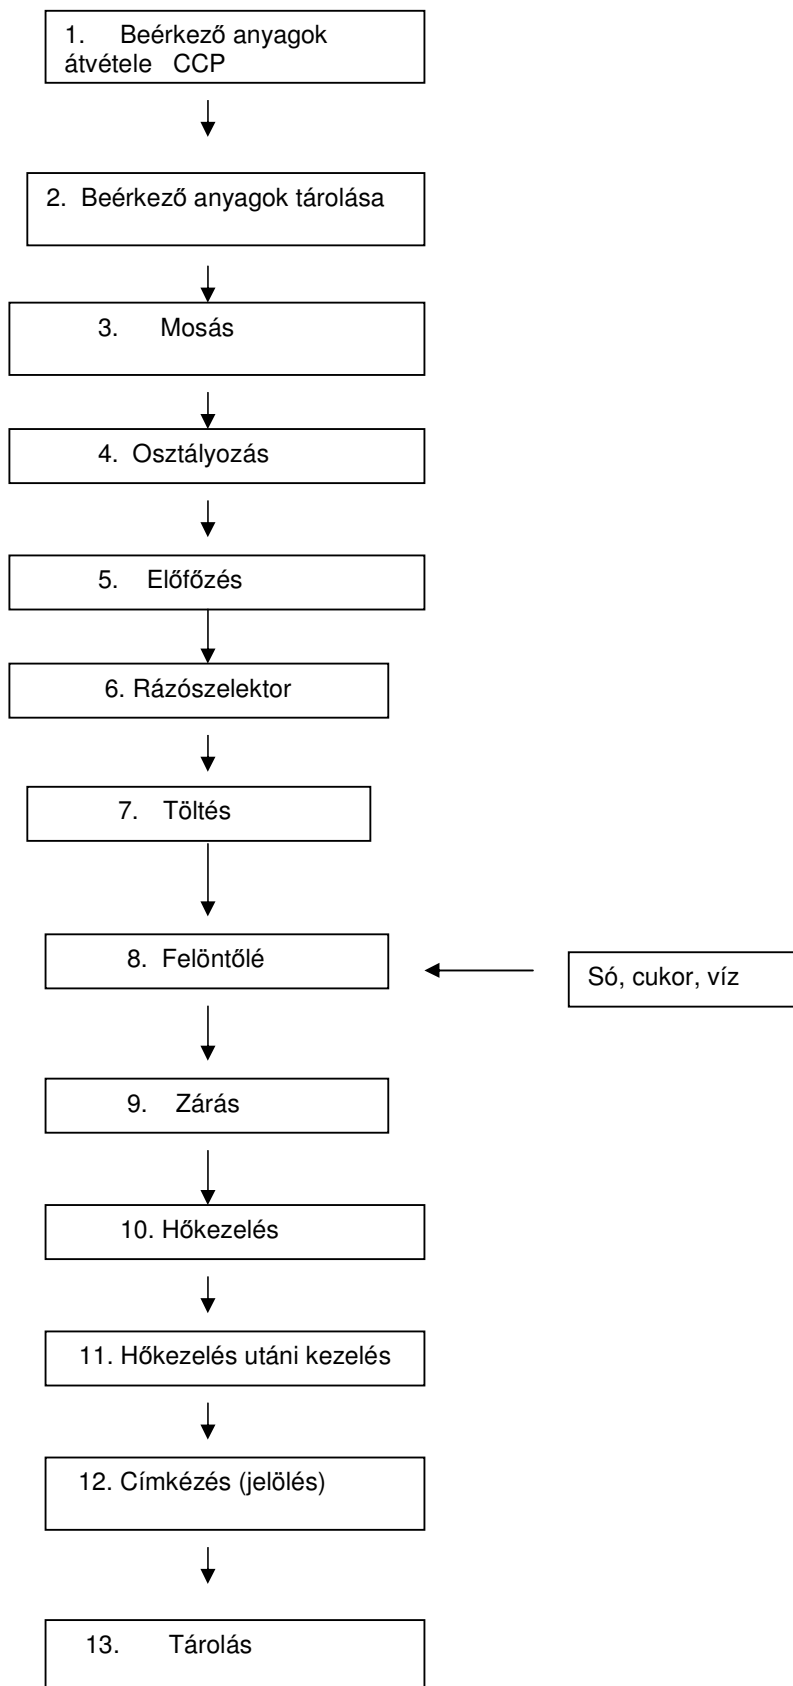 1. Beérkező anyagok
átvétele CCP
2. Beérkező anyagok tárolása
3. Mosás
4. Osztályozás
5. Előfőzés
6. Rázószelektor
7. Töltés
8. Felöntőlé
Só, cukor, víz
9. Zárás
10. Hőkezelés
11. Hőkezelés utáni kezelés
12. Címkézés (jelölés)
13. Tárolás